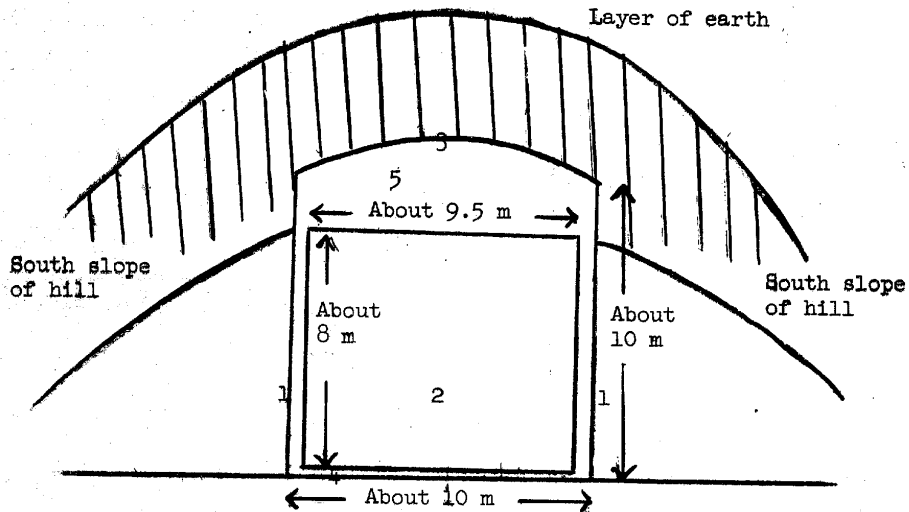 Layer of earth
3
5
About 9.5 m
South slope
of hill
South slope
of hill
About
8 m
About
10 m
1
2
1
4
About 10 m